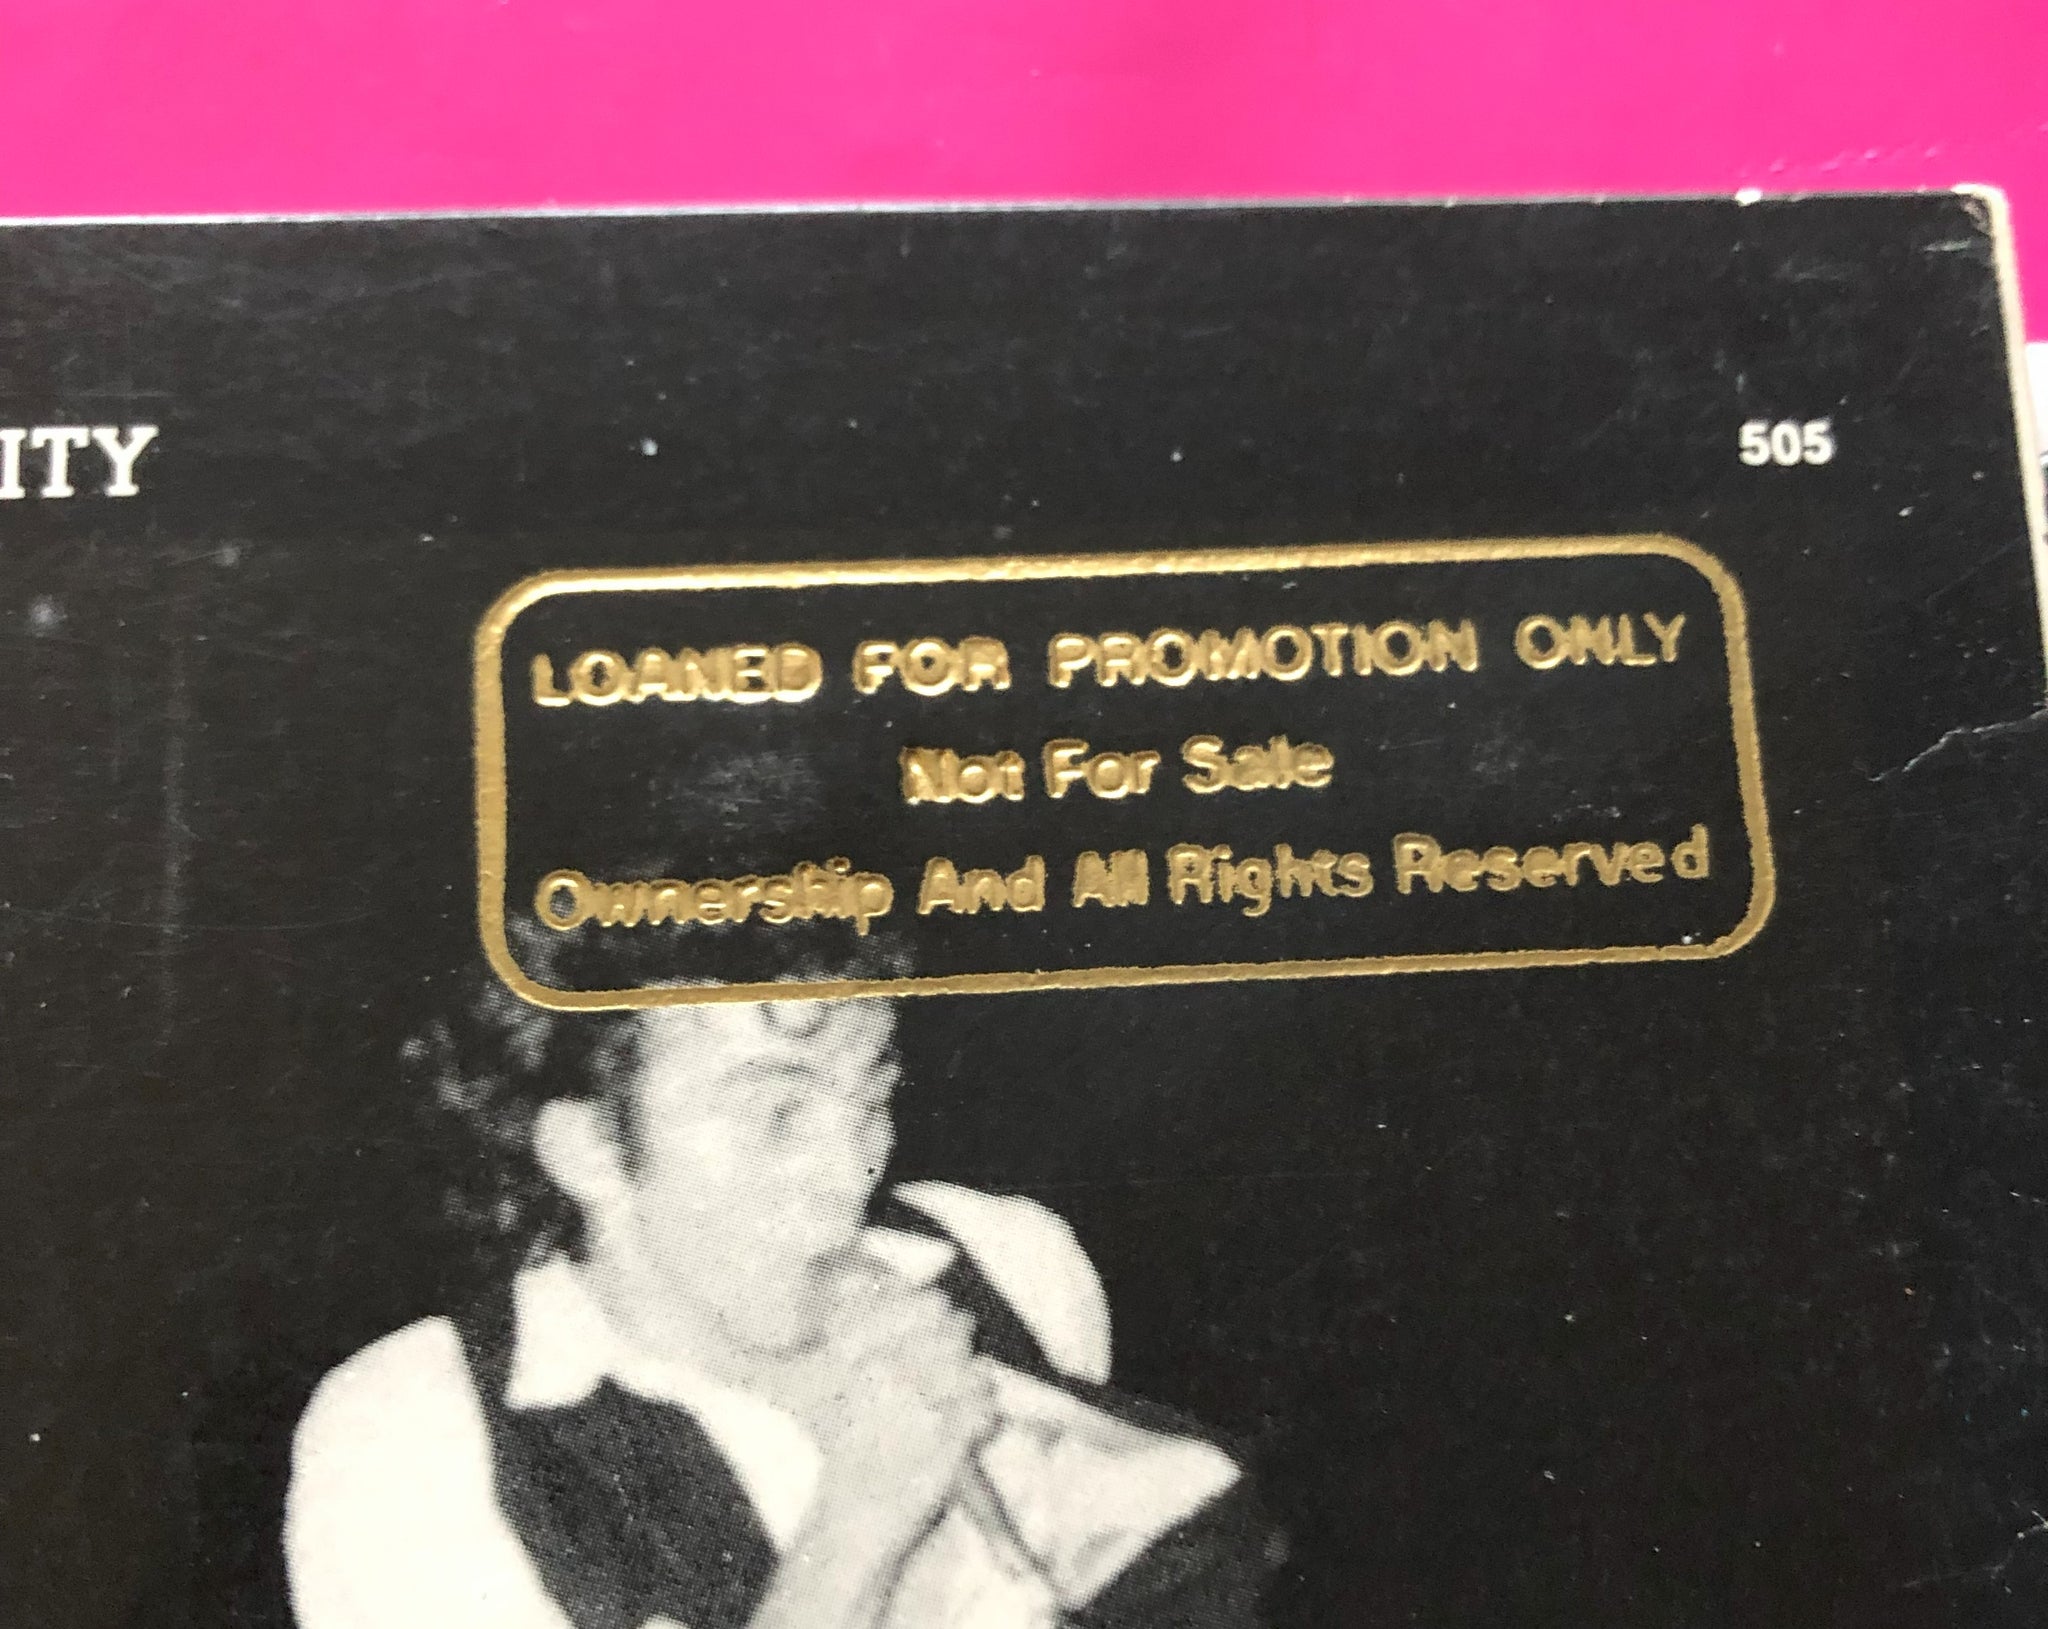 ITY
505
LOANED FOR PROMOTION ONLY
Not For Sale
Ownership And All Rights Reserved